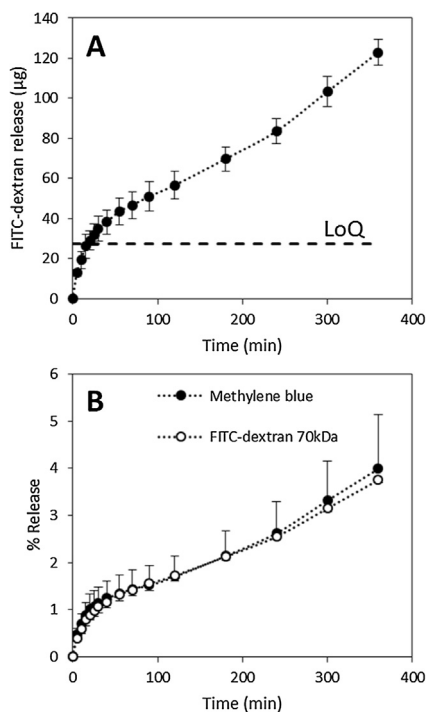 A
FITC-dextran release (µg)
140
120
100
80
60
40
20
0
LoQ
0 100 200 300 400
Time (min)
B
% Release
6
5
4
3
2
1
0
Methylene blue
FITC-dextran 70kDa
0 100 200 300 400
Time (min)